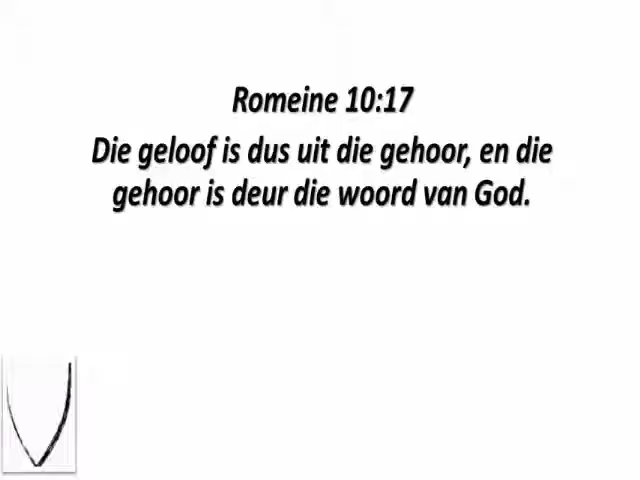 Romeine 10:17
Die geloof is dus uit die gehoor, en die
gehoor is deur die woord van God.